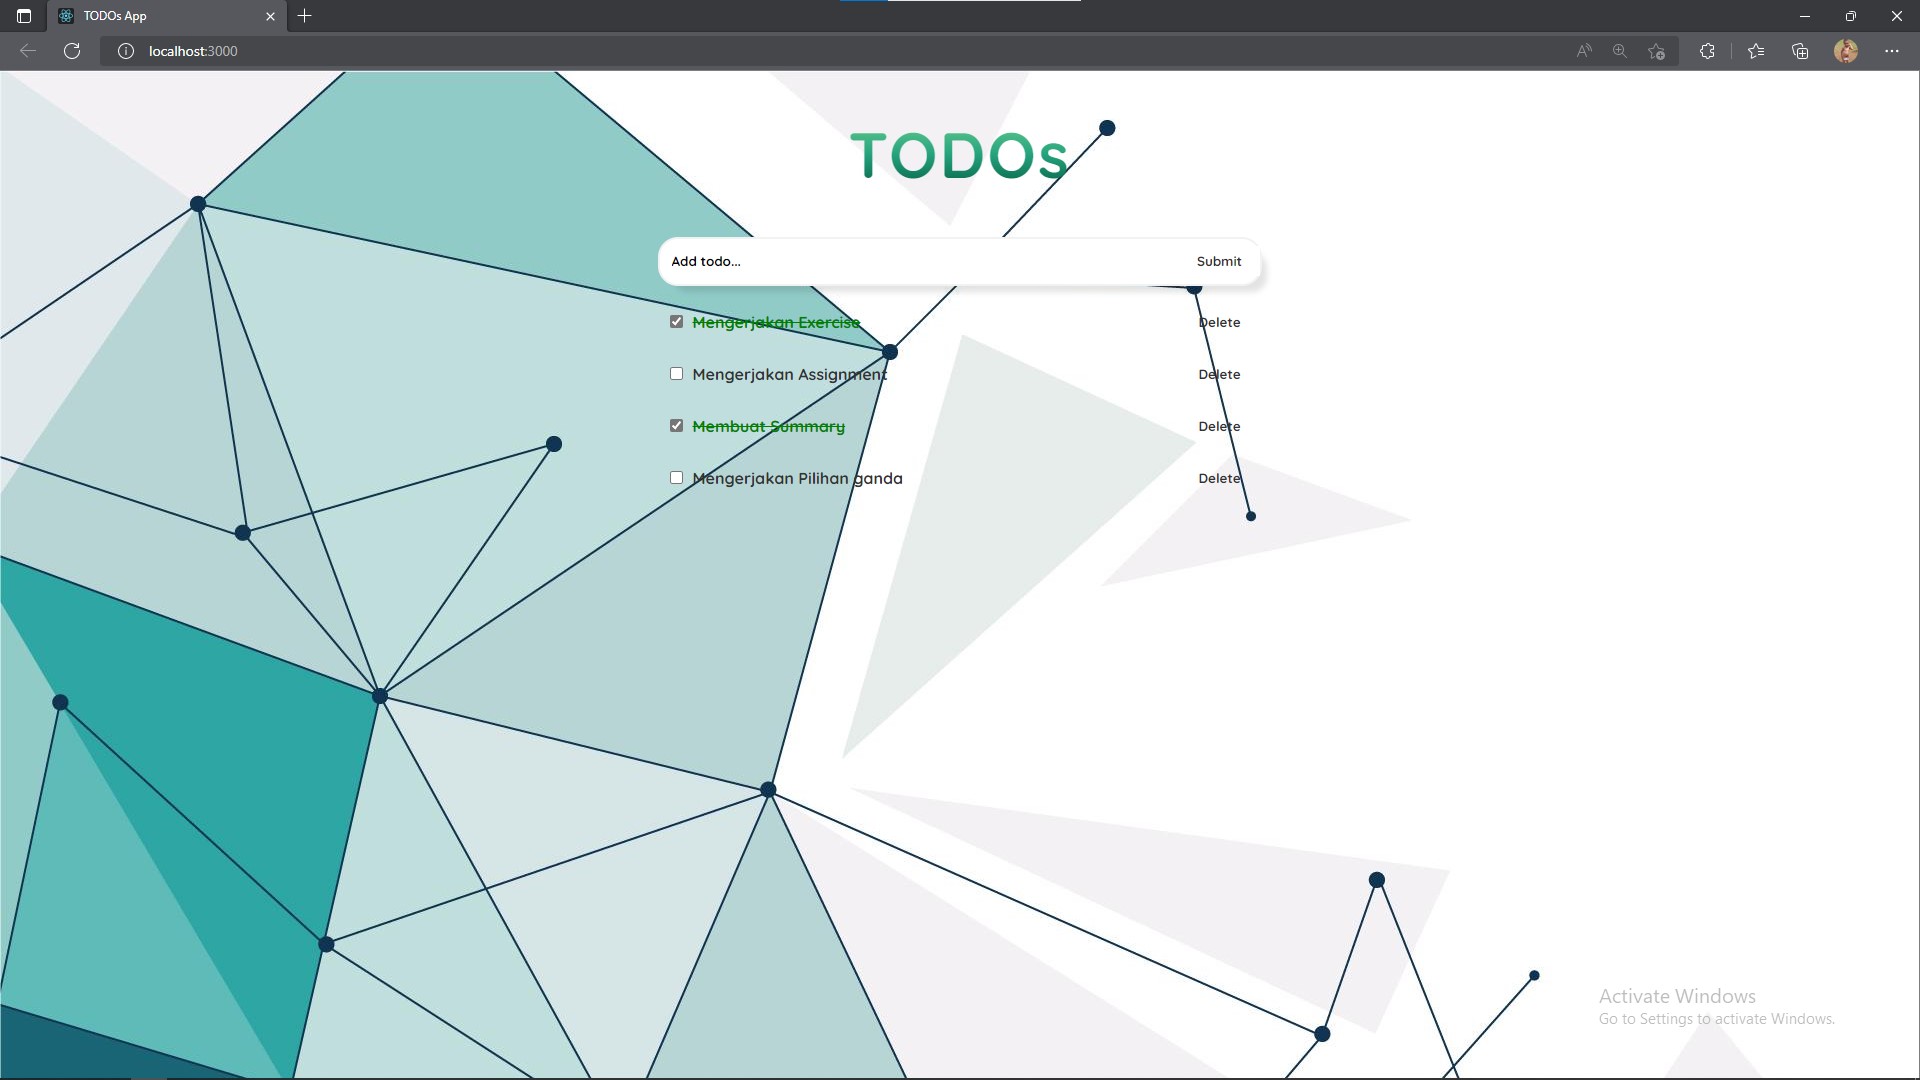 TODOs App
localhost:3000
TODOs
Add todo... Submit
Mengerjakan Exercise Delete
Mengerjakan Assignment Delete
Membuat Summary Delete
Mengerjakan Pilihan ganda Delete
Activate Windows
Go to Settings to activate Windows.